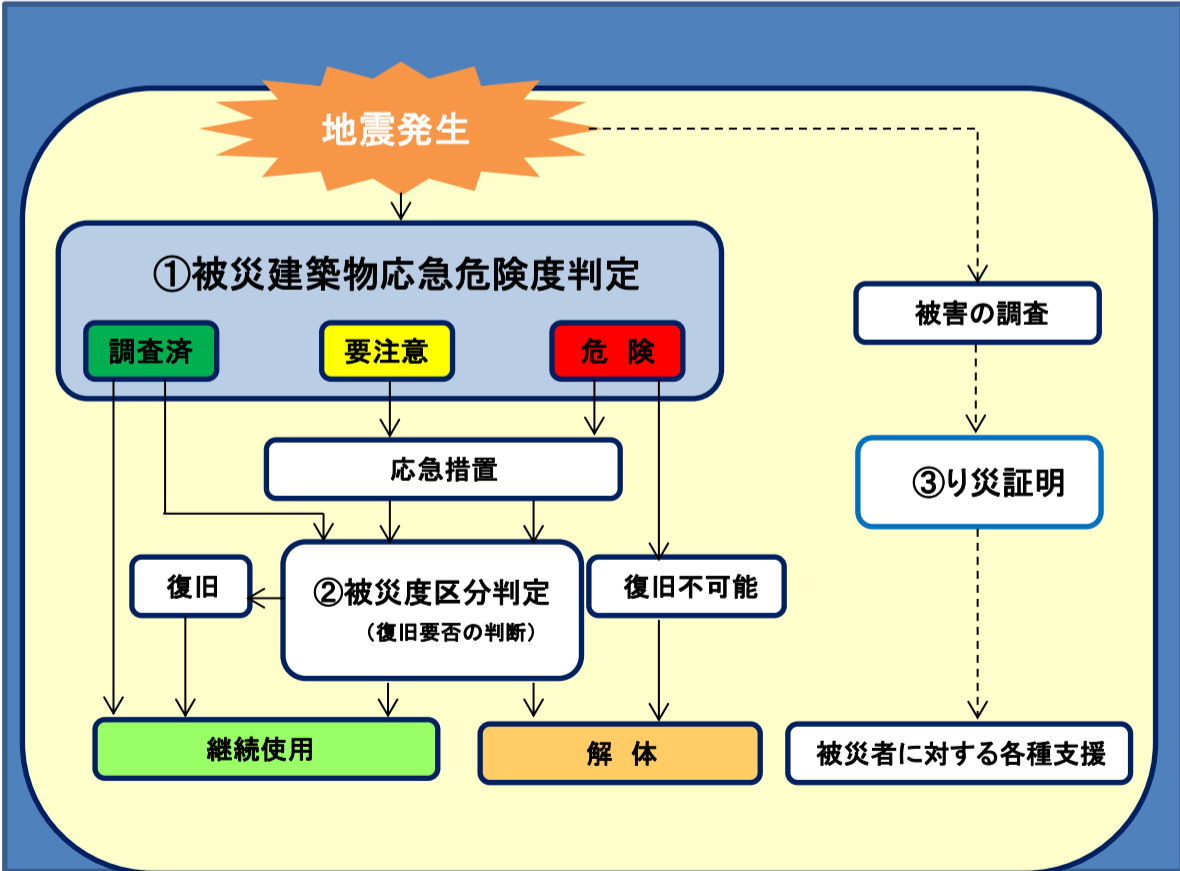 地震発生
①被災建築物応急危険度判定
調査済
要注意
危 険
被害の調査
応急措置
③り災証明
復旧
②被災度区分判定
（復旧要否の判断）
復旧不可能
継続使用
解 体
被災者に対する各種支援